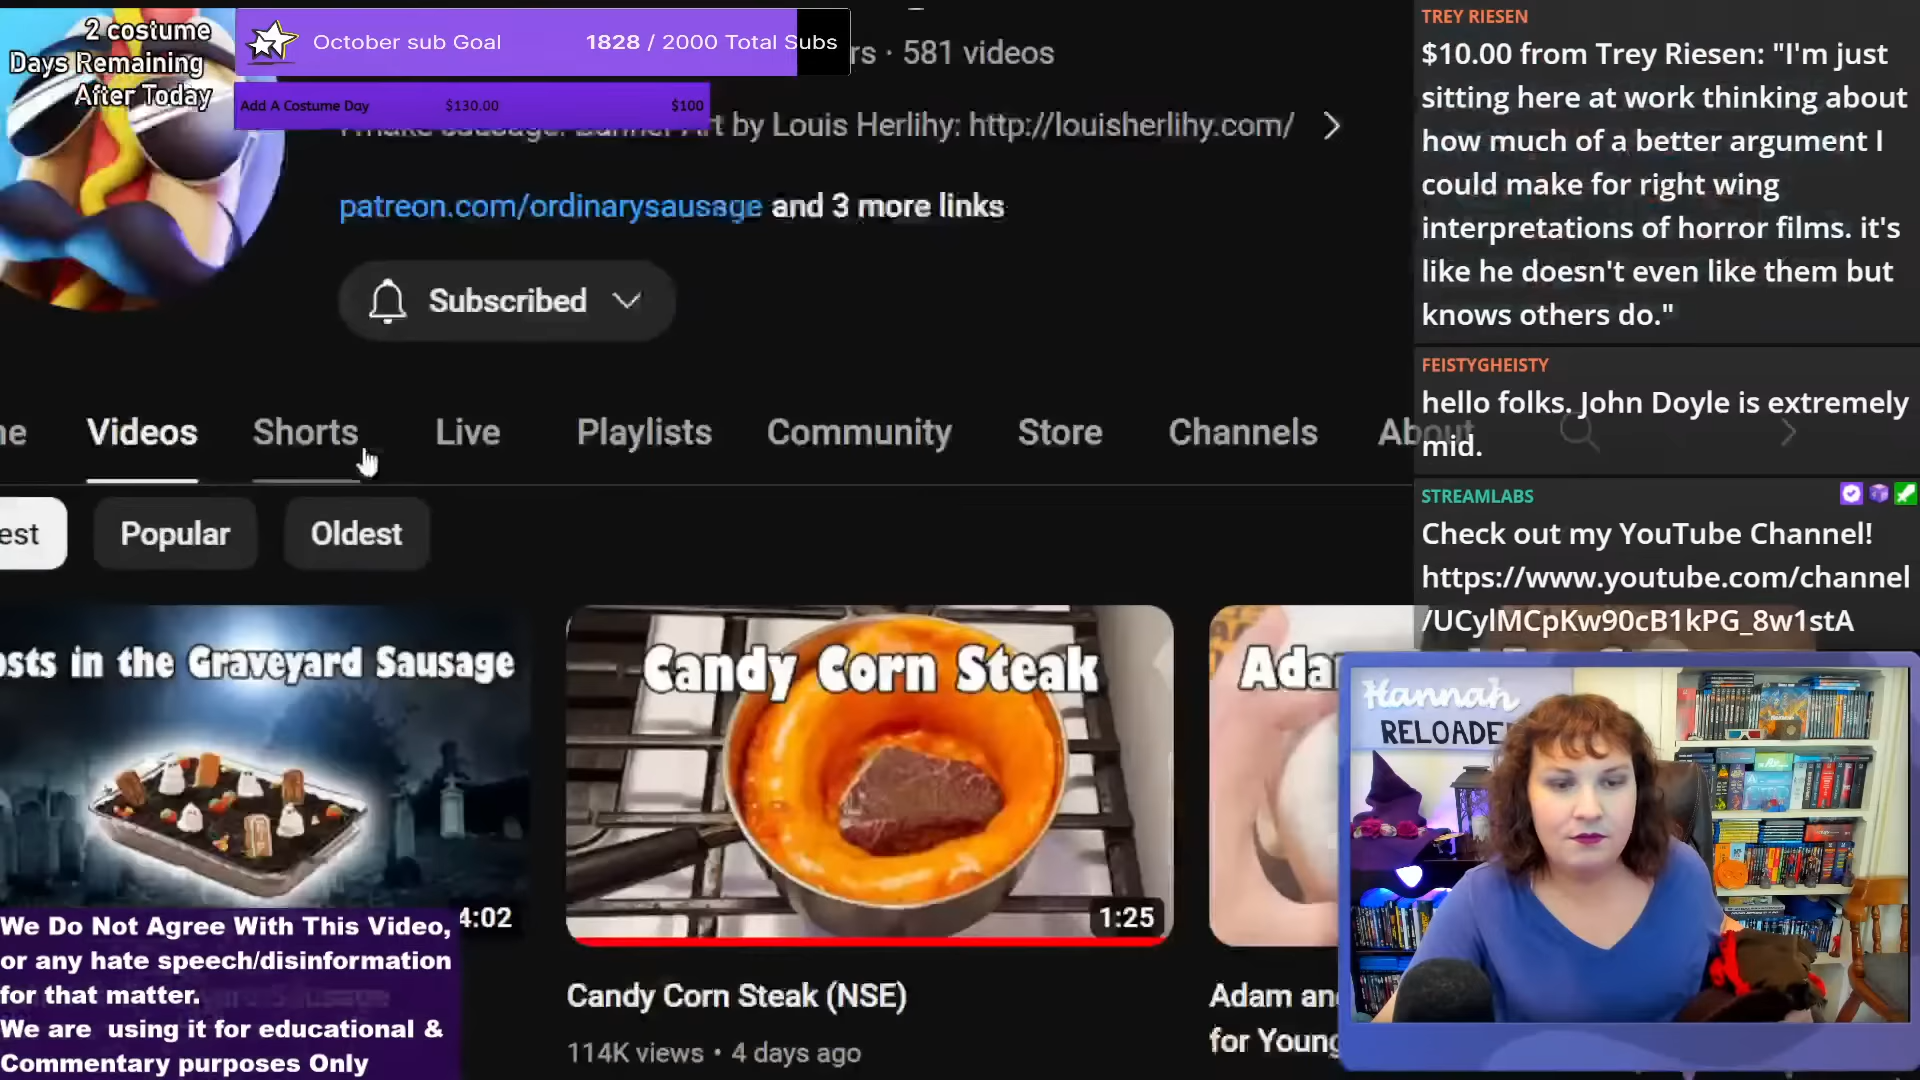 2 costume
Days Remaining
After Today
October sub Goal
1828 / 2000 Total Subs
rs · 581 videos
Add A Costume Day
$130.00
$100
I make sausage. Banner Art by Louis Herlihy: http://louisherlihy.com/
patreon.com/ordinarysausage and 3 more links
Subscribed
Videos
Shorts
Live
Playlists
Community
Store
Channels
About
Popular
Oldest
in the Graveyard Sausage
4:02
Candy Corn Steak
1:25
Candy Corn Steak (NSE)
114K views • 4 days ago
Adam
for Young
We Do Not Agree With This Video,
or any hate speech/disinformation
for that matter.
We are using it for educational &
Commentary purposes Only
TREY RIESEN
$10.00 from Trey Riesen: "I'm just
sitting here at work thinking about
how much of a better argument I
could make for right wing
interpretations of horror films. it's
like he doesn't even like them but
knows others do."
FEISTYGHEISTY
hello folks. John Doyle is extremely
mid.
STREAMLABS
Check out my YouTube Channel!
https://www.youtube.com/channel
/UCylMCpKw90cB1kPG_8w1stA
Hannah
RELOADED